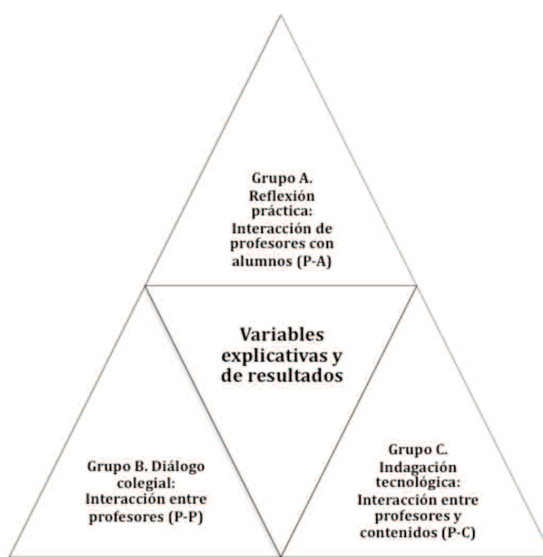 Grupo A.
Reflexión
práctica:
Interacción de
profesores con
alumnos (P-A)
Variables
explicativas y
de resultados
Grupo B. Diálogo
colegial:
Interacción entre
profesores (P-P)
Grupo C.
Indagación
tecnológica:
Interacción entre
profesores y
contenidos (P-C)